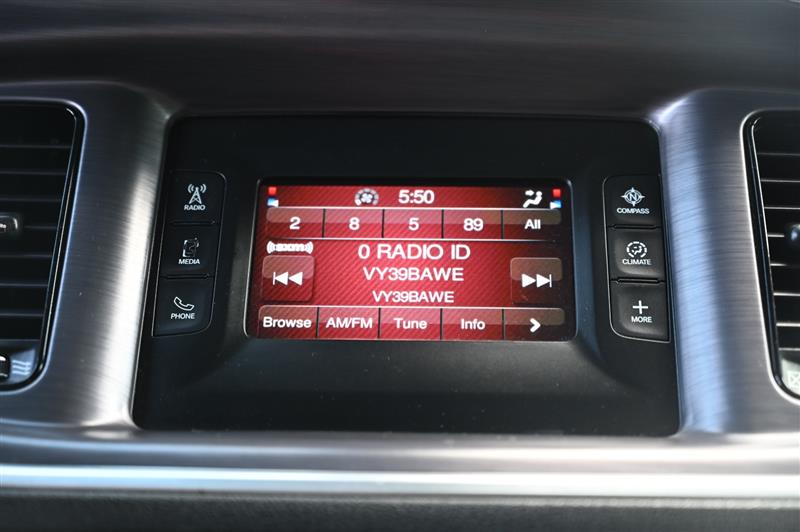 5:50
2 8 5 89 All
((SXM))
0 RADIO ID
VY39BAWE
VY39BAWE
Browse AM/FM Tune Info >
RADIO
MEDIA
PHONE
COMPASS
CLIMATE
+
MORE